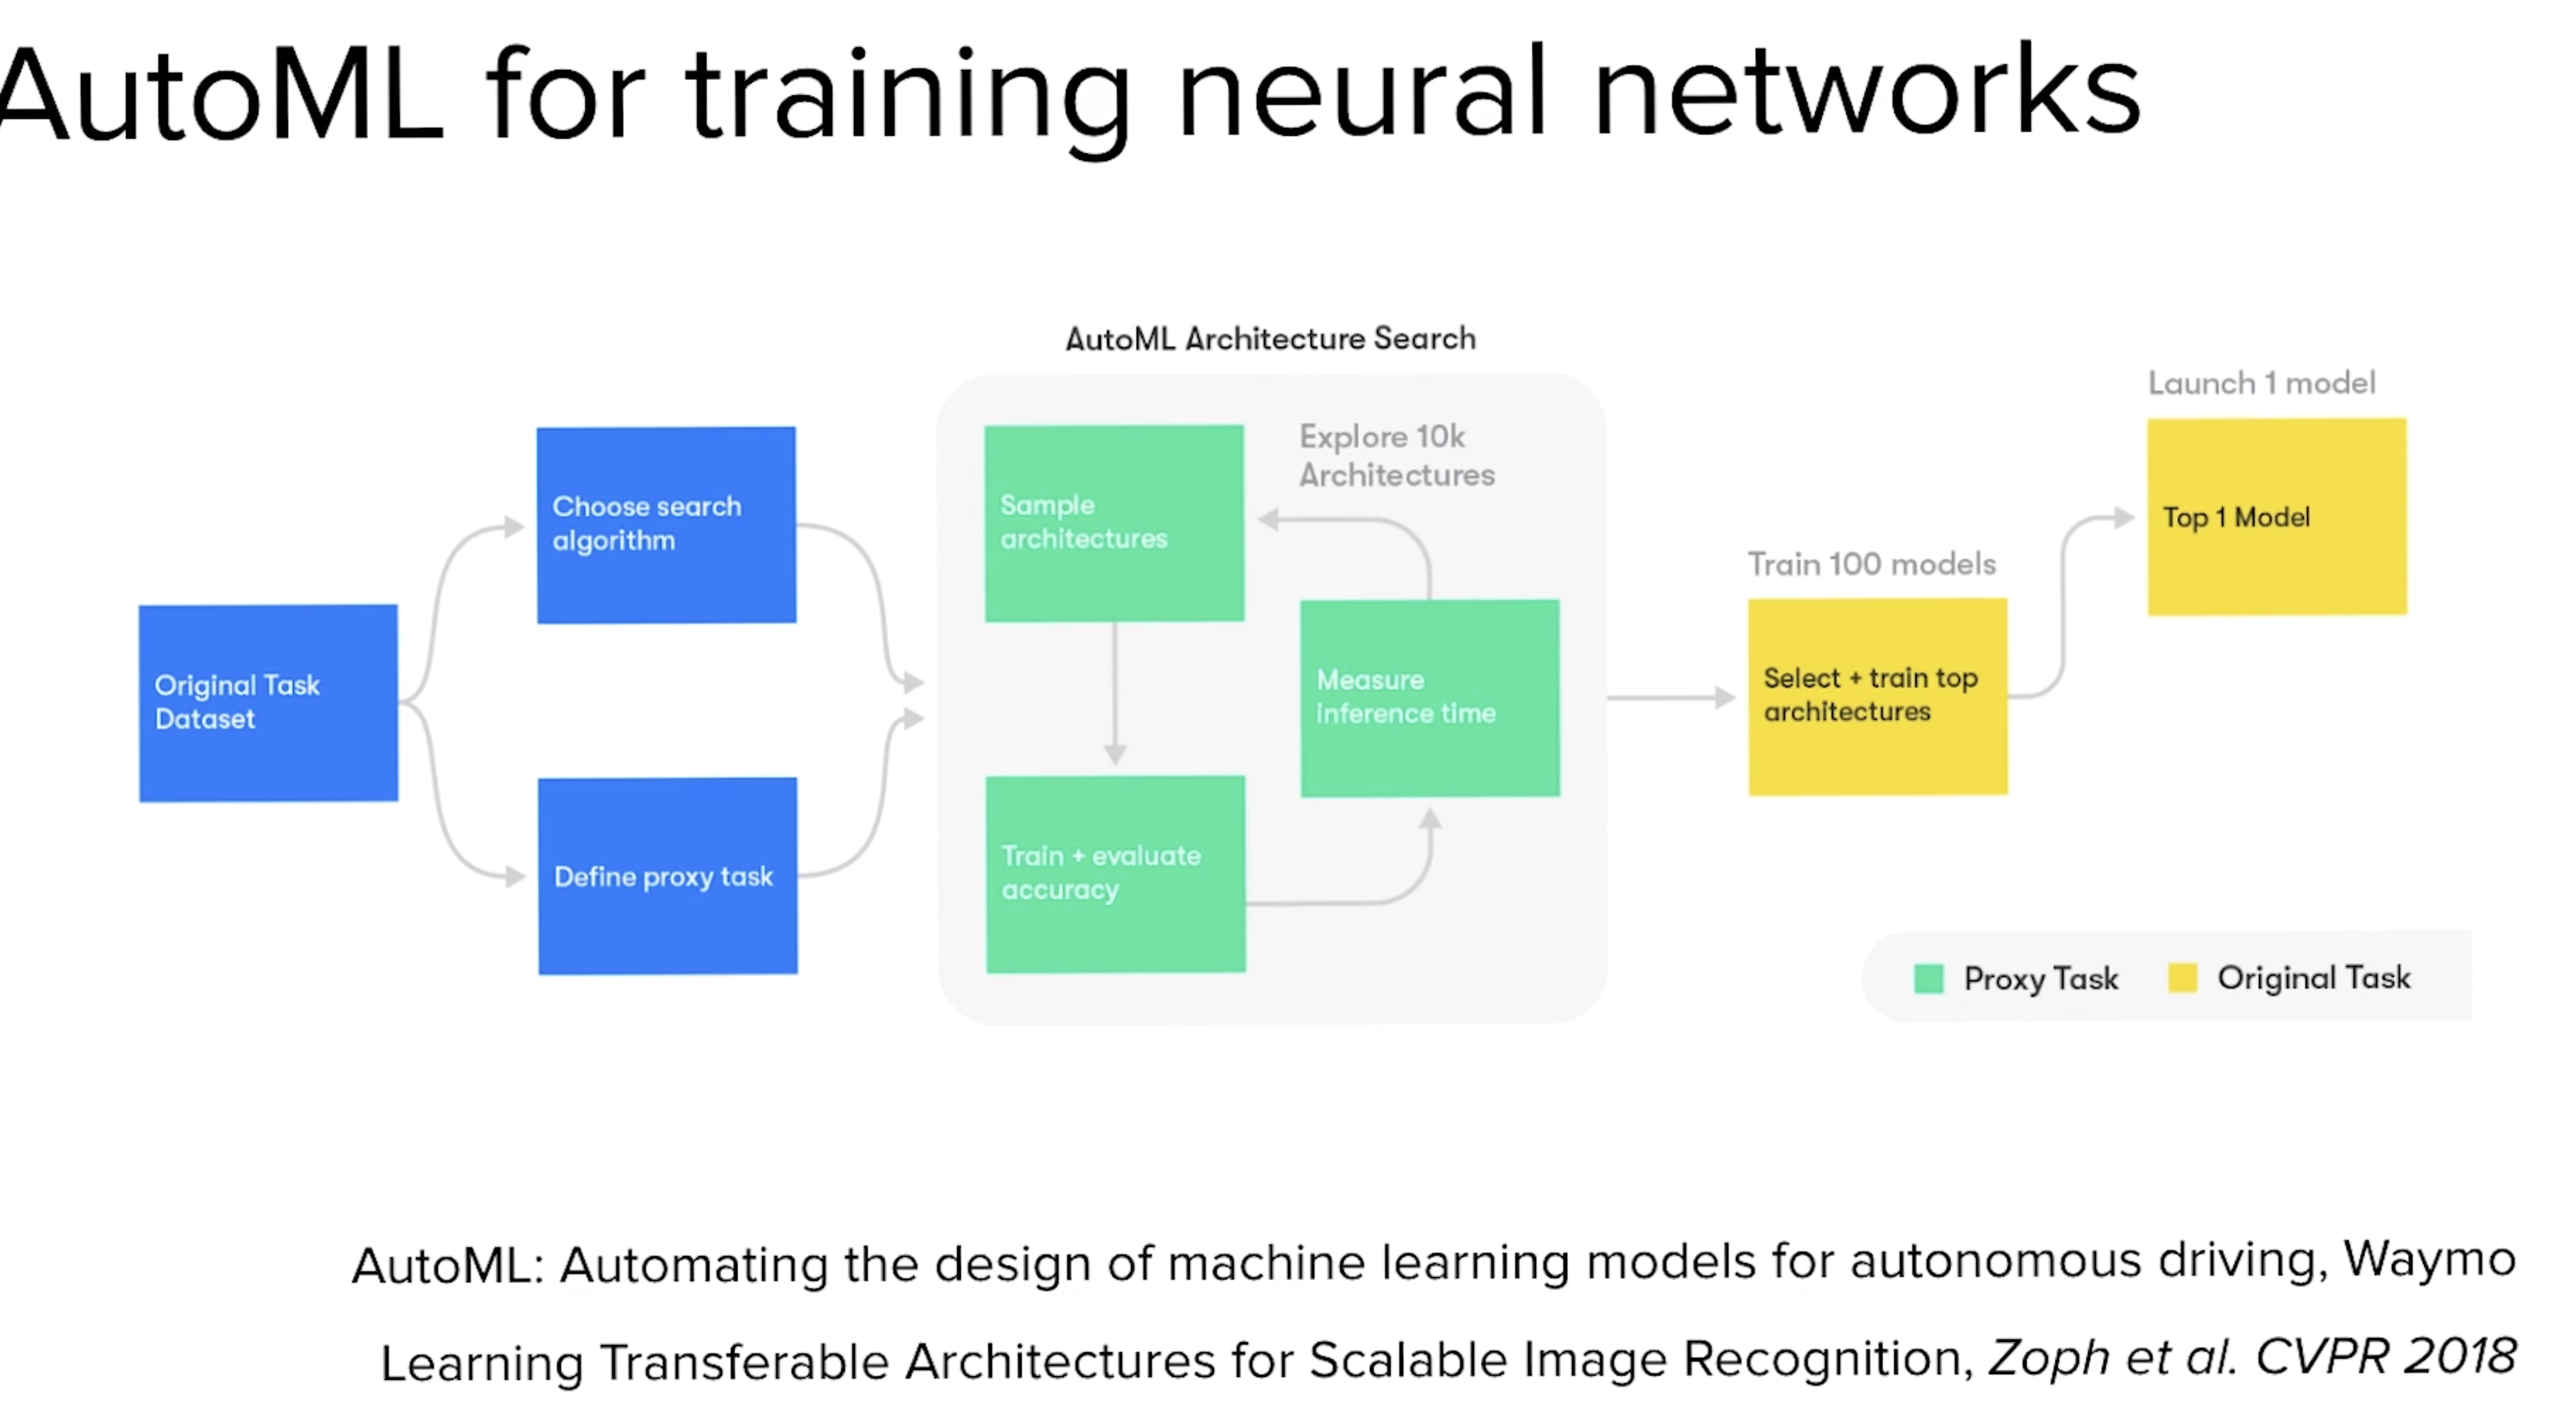 AutoML for training neural networks
AutoML Architecture Search
Original Task
Dataset
Choose search
algorithm
Define proxy task
Sample
architectures
Explore 10k
Architectures
Train + evaluate
accuracy
Measure
inference time
Train 100 models
Select + train top
architectures
Launch 1 model
Top 1 Model
Proxy Task
Original Task
AutoML: Automating the design of machine learning models for autonomous driving, Waymo
Learning Transferable Architectures for Scalable Image Recognition, Zoph et al. CVPR 2018